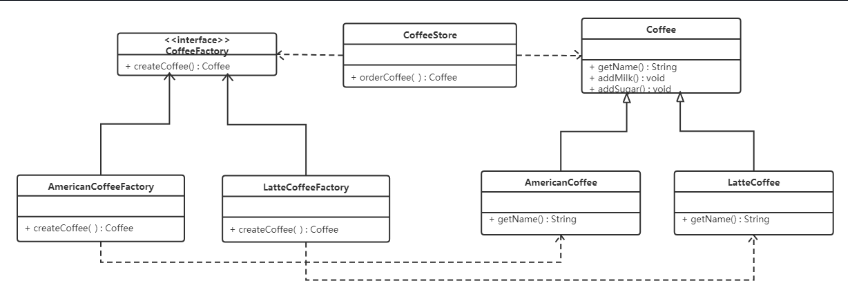 <<interface>>
CoffeeFactory
+ createCoffee() : Coffee
CoffeeStore
+ orderCoffee( ) : Coffee
Coffee
+ getName() : String
+ addMilk() : void
+ addSugar() : void
AmericanCoffeeFactory
+ createCoffee( ) : Coffee
LatteCoffeeFactory
+ createCoffee( ) : Coffee
AmericanCoffee
+ getName() : String
LatteCoffee
+ getName() : String